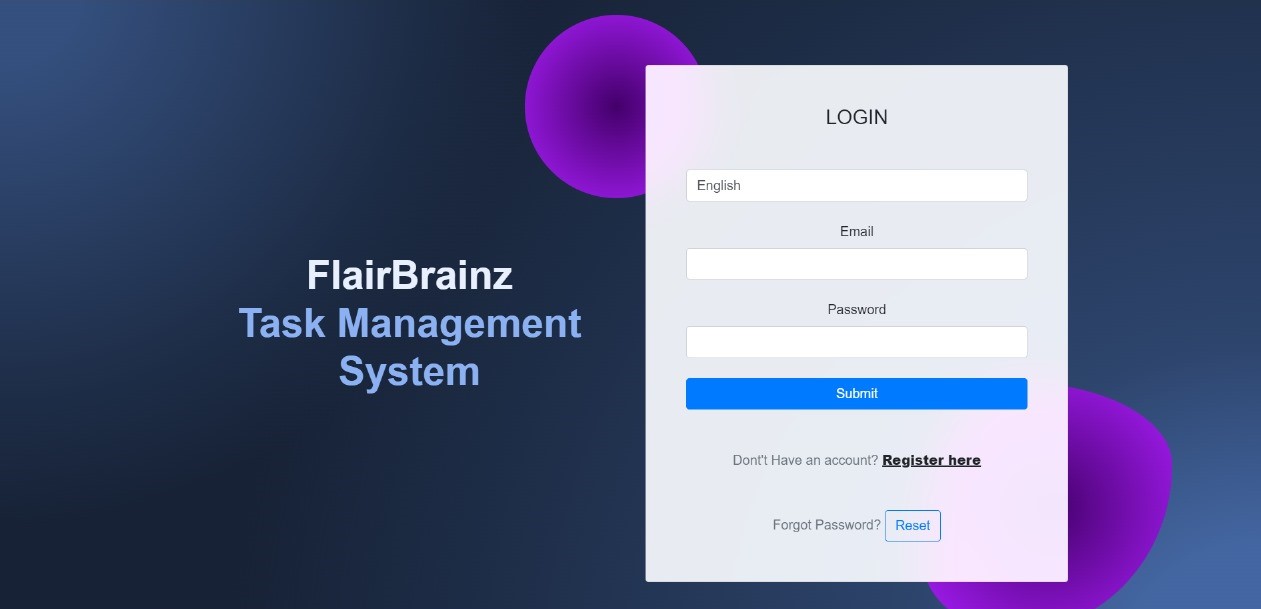 LOGIN
English
Email
FlairBrainz
Task Management
System
Password
Submit
Dont't Have an account? Register here
Forgot Password? Reset